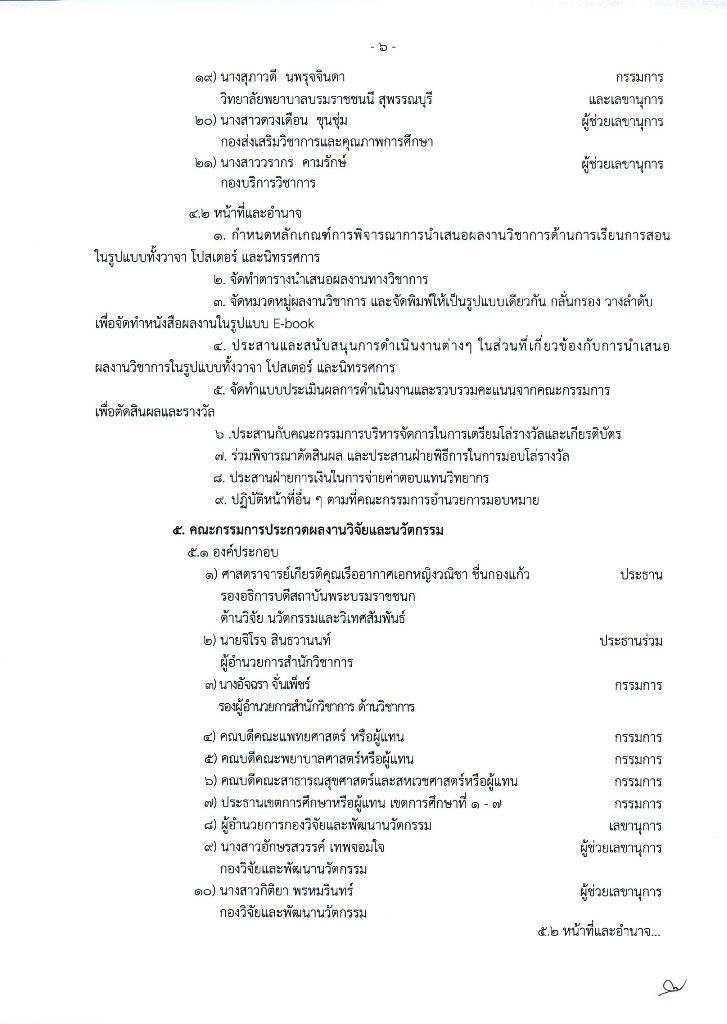 - ๖ -
๑๙) นางสุภาวดี นพรุจจินดา กรรมการ
วิทยาลัยพยาบาลบรมราชชนนี สุพรรณบุรี และเลขานุการ
๒๐) นางสาวดวงเดือน ขุนชุ่ม ผู้ช่วยเลขานุการ
กองส่งเสริมวิชาการและคุณภาพการศึกษา
๒๑) นางสาววรากร คามรักษ์ ผู้ช่วยเลขานุการ
กองบริการวิชาการ
๔.๒ หน้าที่และอำนาจ
๑. กำหนดหลักเกณฑ์การพิจารณาการนำเสนอผลงานวิชาการด้านการเรียนการสอน
ในรูปแบบทั้งวาจา โปสเตอร์ และนิทรรศการ
๒. จัดทำตารางนำเสนอผลงานทางวิชาการ
๓. จัดหมวดหมู่ผลงานวิชาการ และจัดพิมพ์ให้เป็นรูปแบบเดียวกัน กลั่นกรอง วางลำดับ
เพื่อจัดทำหนังสือผลงานในรูปแบบ E-book
๔. ประสานและสนับสนุนการดำเนินงานต่างๆ ในส่วนที่เกี่ยวข้องกับการนำเสนอ
ผลงานวิชาการในรูปแบบทั้งวาจา โปสเตอร์ และนิทรรศการ
๕. จัดทำแบบประเมินผลการดำเนินงานและรวบรวมคะแนนจากคณะกรรมการ
เพื่อตัดสินผลและรางวัล
๖ .ประสานกับคณะกรรมการบริหารจัดการในการเตรียมโล่รางวัลและเกียรติบัตร
๗. ร่วมพิจารณาตัดสินผล และประสานฝ่ายพิธีการในการมอบโล่รางวัล
๘. ประสานฝ่ายการเงินในการจ่ายค่าตอบแทนวิทยากร
๙. ปฏิบัติหน้าที่อื่น ๆ ตามที่คณะกรรมการอำนวยการมอบหมาย
๕. คณะกรรมการประกวดผลงานวิจัยและนวัตกรรม
๕.๑ องค์ประกอบ
๑) ศาสตราจารย์เกียรติคุณเรืออากาศเอกหญิงวณิชา ชื่นกองแก้ว ประธาน
รองอธิการบดีสถาบันพระบรมราชชนก
ด้านวิจัย นวัตกรรมและวิเทศสัมพันธ์
๒) นายจิโรจ สินธวานนท์ ประธานร่วม
ผู้อำนวยการสำนักวิชาการ
๓) นางอัจฉรา จั่นเพ็ชร์ กรรมการ
รองผู้อำนวยการสำนักวิชาการ ด้านวิชาการ
๔) คณบดีคณะแพทยศาสตร์ หรือผู้แทน กรรมการ
๕) คณบดีคณะพยาบาลศาสตร์หรือผู้แทน กรรมการ
๖) คณบดีคณะสาธารณสุขศาสตร์และสหเวชศาสตร์หรือผู้แทน กรรมการ
๗) ประธานเขตการศึกษาหรือผู้แทน เขตการศึกษาที่ ๑ - ๗ กรรมการ
๘) ผู้อำนวยการกองวิจัยและพัฒนานวัตกรรม เลขานุการ
๙) นางสาวอักษรสวรรค์ เทพจอมใจ ผู้ช่วยเลขานุการ
กองวิจัยและพัฒนานวัตกรรม
๑๐) นางสาวกิติยา พรหมรินทร์ ผู้ช่วยเลขานุการ
กองวิจัยและพัฒนานวัตกรรม
๕.๒ หน้าที่และอำนาจ...